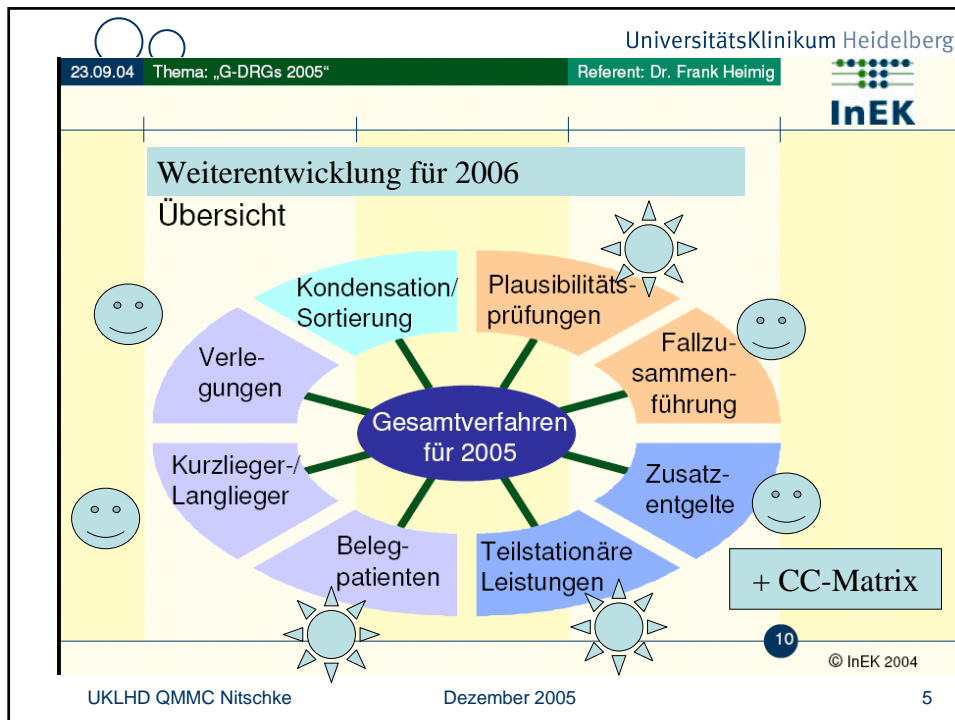 UniversitätsKlinikum Heidelberg
23.09.04 Thema: „G-DRGs 2005“ Referent: Dr. Frank Heimig
InEK
Weiterentwicklung für 2006
Übersicht
Kondensation/
Sortierung
Plausibilitäts-
prüfungen
Verle-
gungen
Fallzu-
sammen-
führung
Gesamtverfahren
für 2005
Kurzlieger-/
Langlieger
Zusatz-
entgelte
Beleg-
patienten
Teilstationäre
Leistungen
+ CC-Matrix
10
© InEK 2004
UKLHD QMMC Nitschke Dezember 2005 5